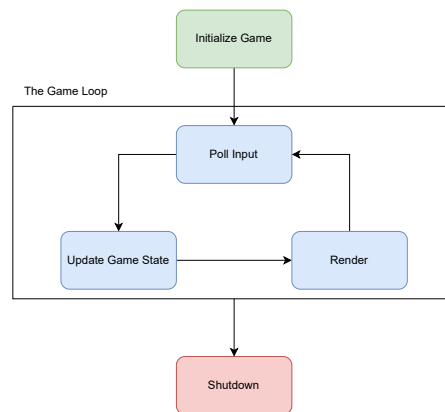 Initialize Game
The Game Loop
Poll Input
Update Game State
Render
Shutdown